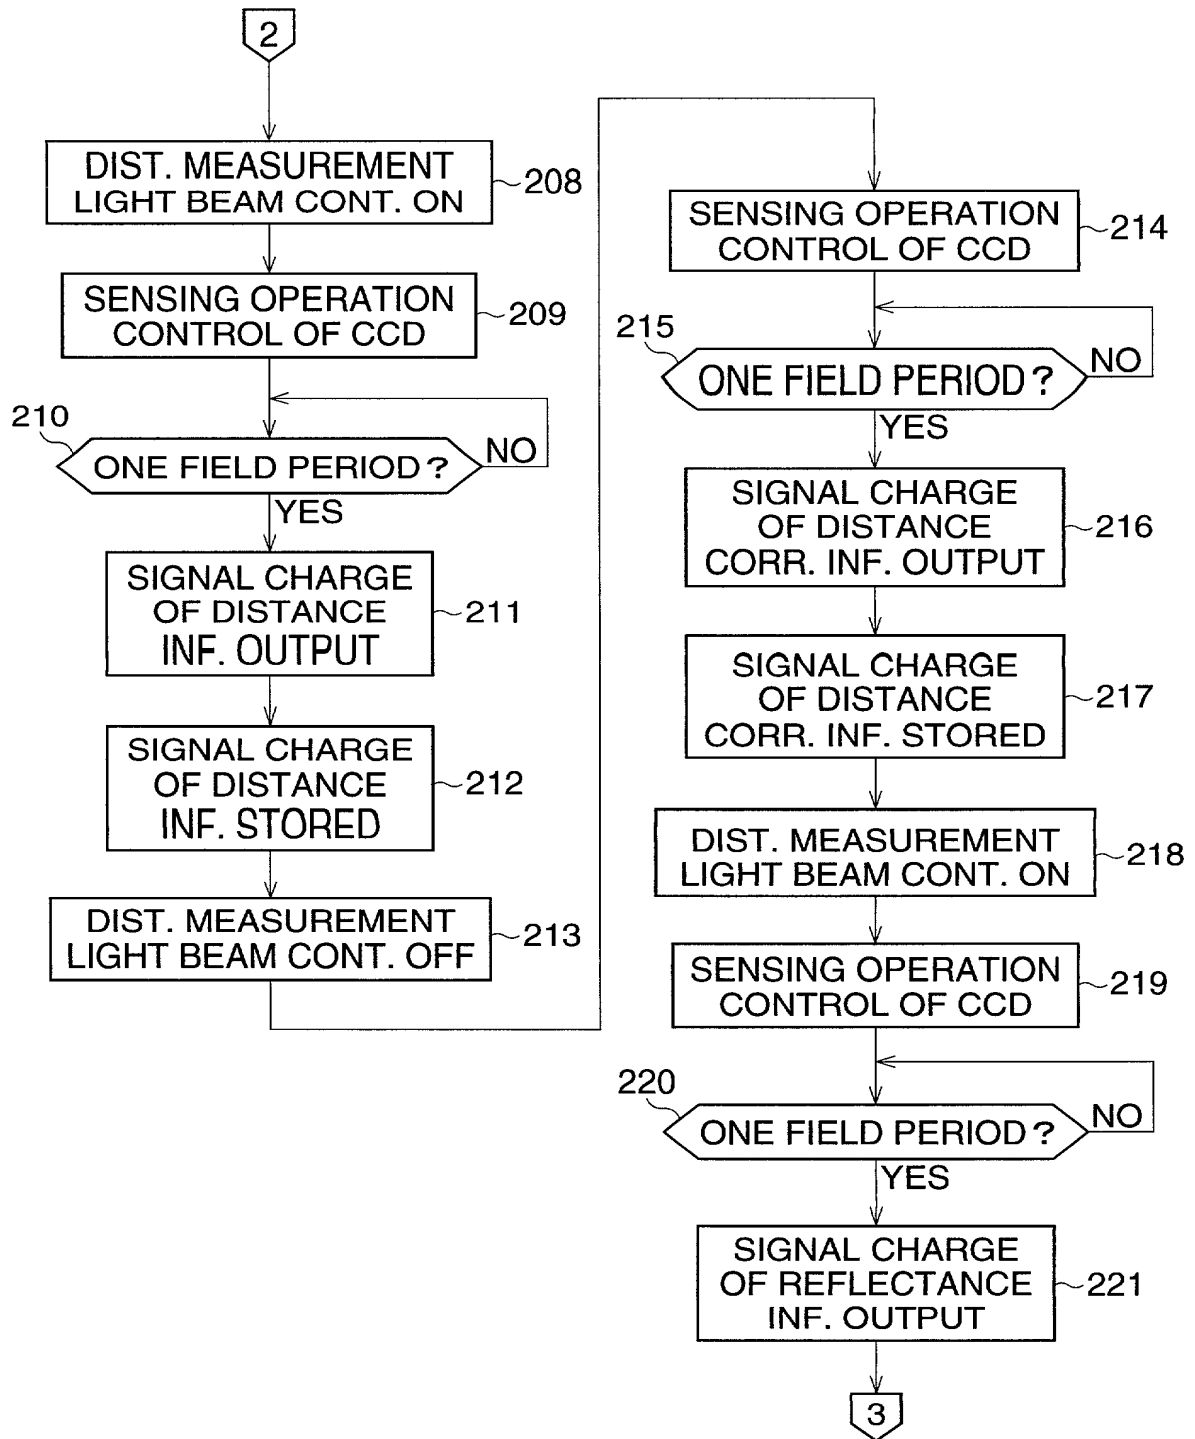 2
DIST. MEASUREMENT
LIGHT BEAM CONT. ON
208
SENSING OPERATION
CONTROL OF CCD
209
210
ONE FIELD PERIOD?
NO
YES
SIGNAL CHARGE
OF DISTANCE
INF. OUTPUT
211
SIGNAL CHARGE
OF DISTANCE
INF. STORED
212
DIST. MEASUREMENT
LIGHT BEAM CONT. OFF
213
SENSING OPERATION
CONTROL OF CCD
214
215
ONE FIELD PERIOD?
NO
YES
SIGNAL CHARGE
OF DISTANCE
CORR. INF. OUTPUT
216
SIGNAL CHARGE
OF DISTANCE
CORR. INF. STORED
217
DIST. MEASUREMENT
LIGHT BEAM CONT. ON
218
SENSING OPERATION
CONTROL OF CCD
219
220
ONE FIELD PERIOD?
NO
YES
SIGNAL CHARGE
OF REFLECTANCE
INF. OUTPUT
221
3